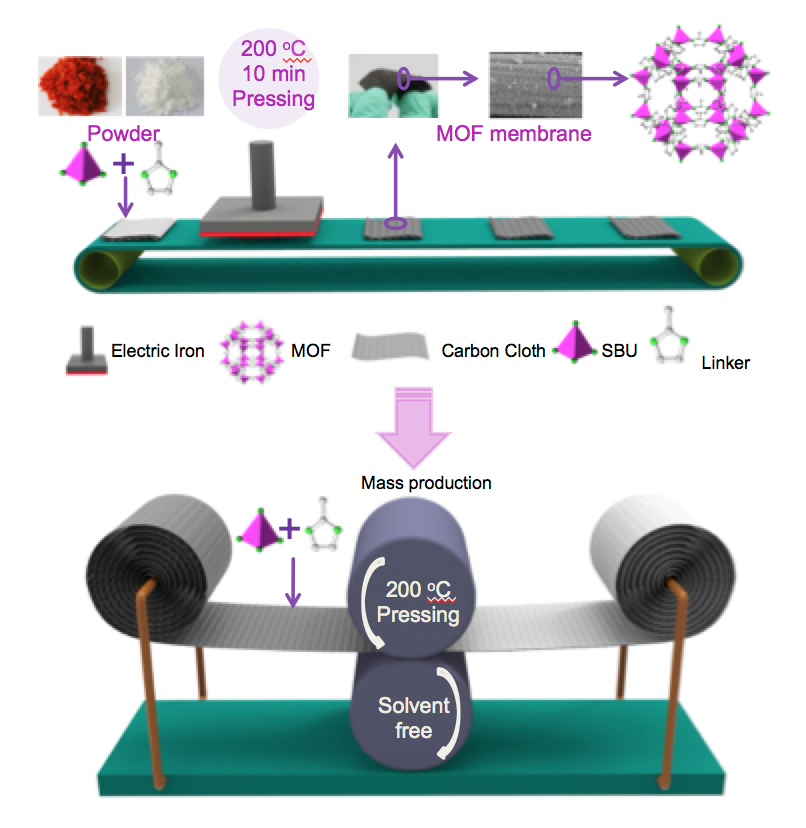 200 ºC
10 min
Pressing
Powder
MOF membrane
Electric Iron
MOF
Carbon Cloth
SBU
Linker
Mass production
200 ºC
Pressing
Solvent
free